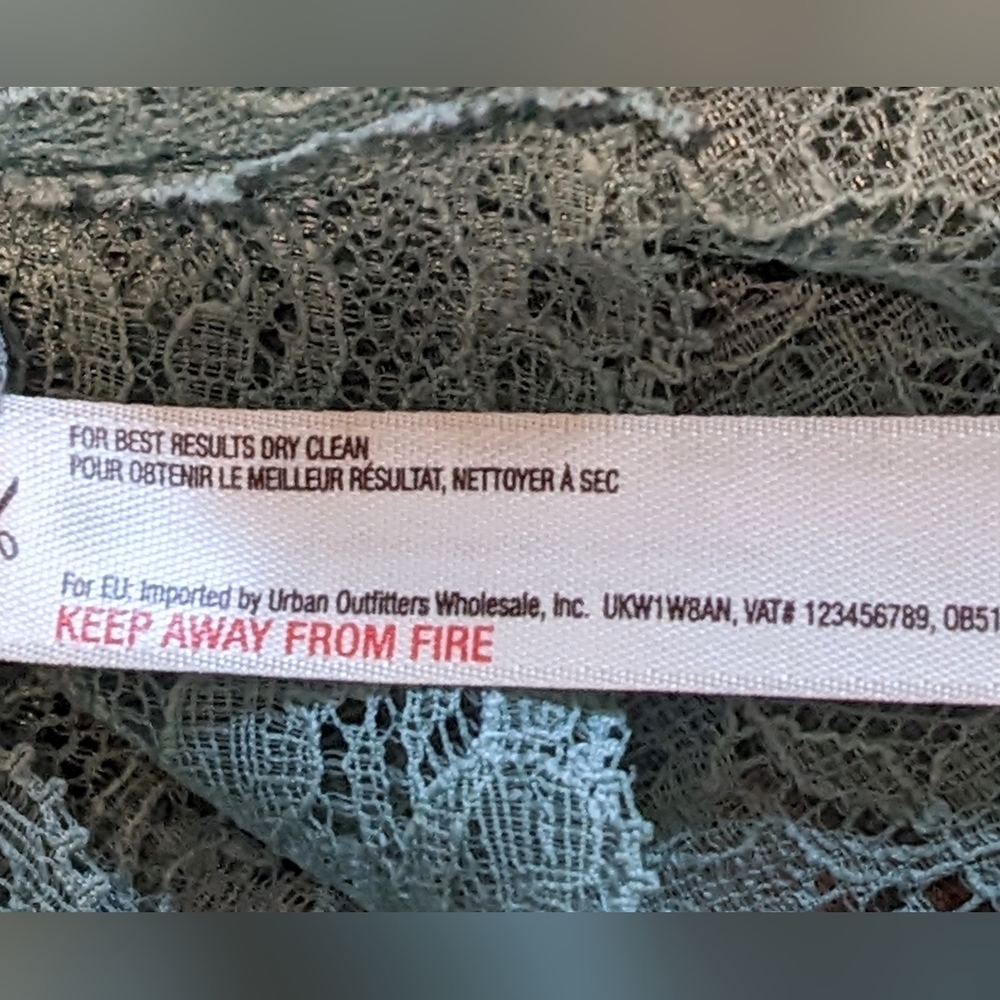 FOR BEST RESULTS DRY CLEAN
POUR OBTENIR LE MEILLEUR RÉSULTAT, NETTOYER À SEC
For EU: Imported by Urban Outfitters Wholesale, Inc. UKW1W8AN, VAT# 123456789, OB51
KEEP AWAY FROM FIRE